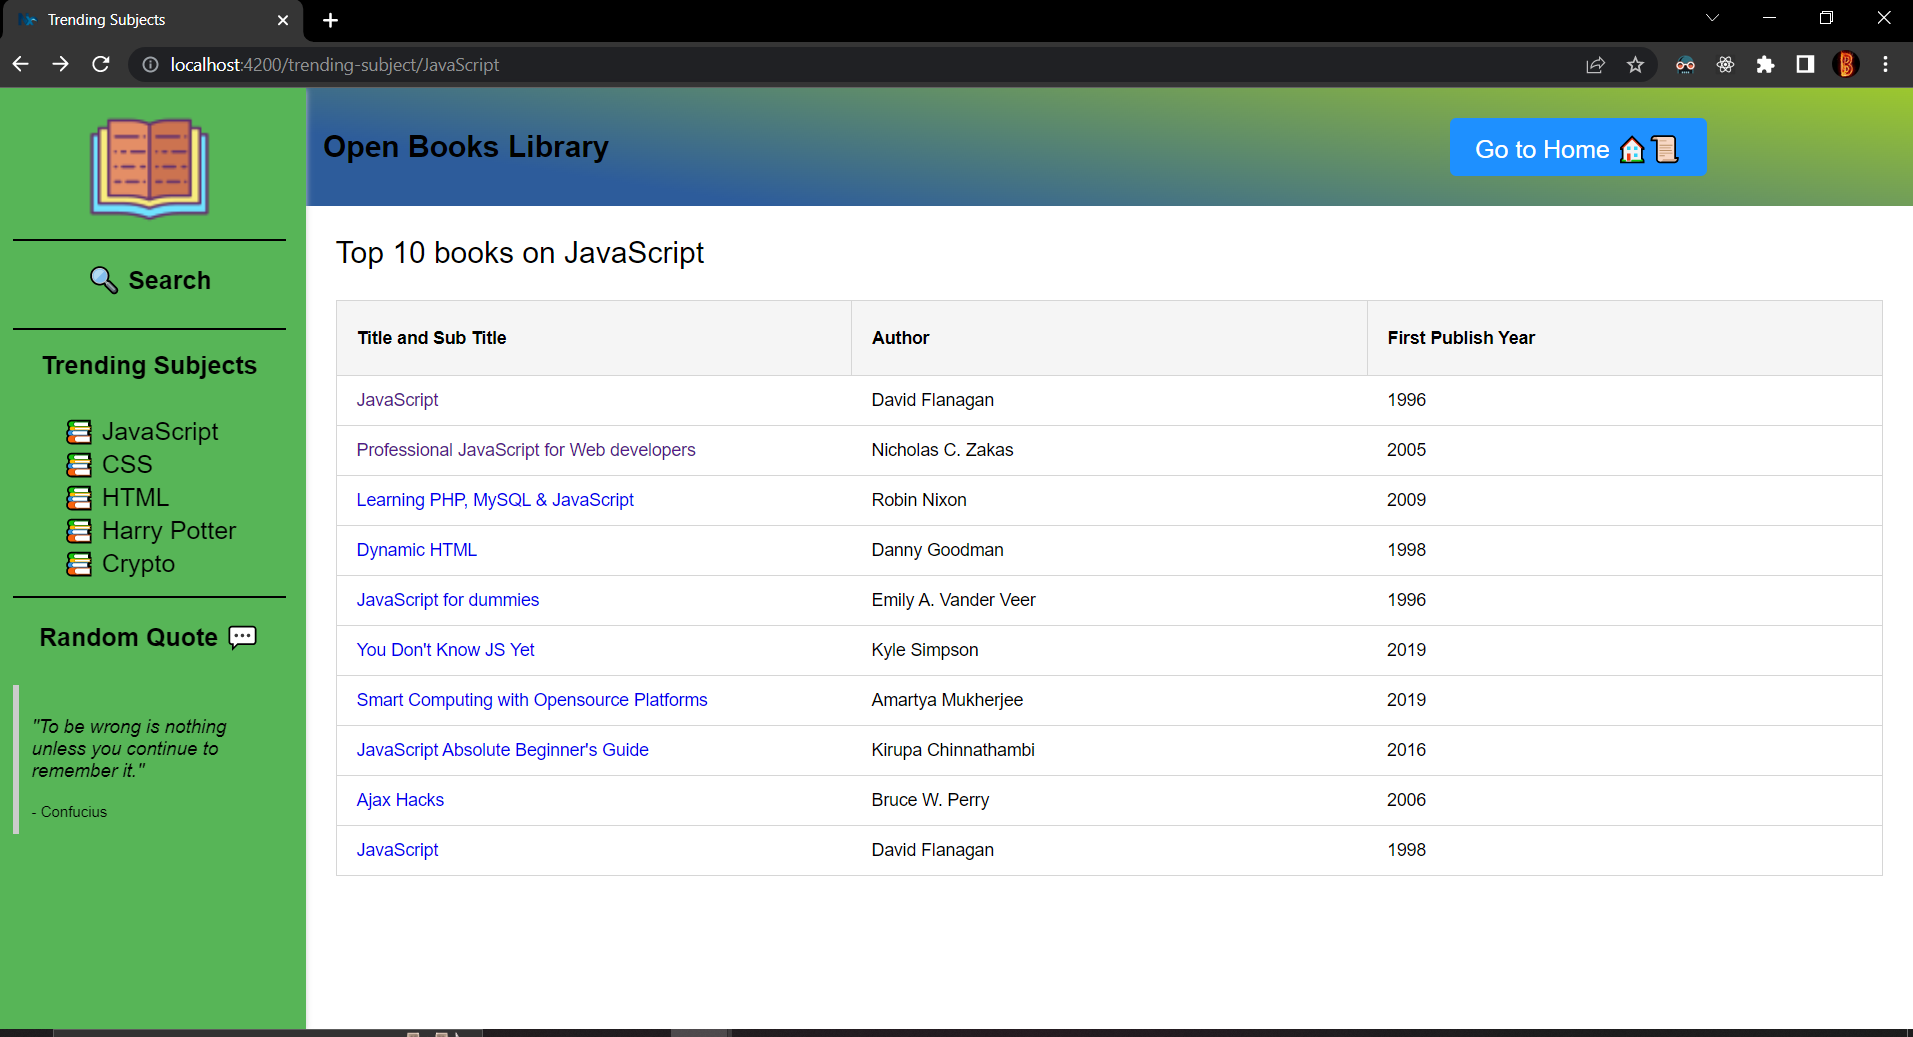 Trending Subjects
localhost:4200/trending-subject/JavaScript
Open Books Library
Go to Home 🏠📜
🔍 Search
Trending Subjects
📚 JavaScript
📚 CSS
📚 HTML
📚 Harry Potter
📚 Crypto
Random Quote 💬
"To be wrong is nothing
unless you continue to
remember it."
- Confucius
Top 10 books on JavaScript
Title and Sub Title Author First Publish Year
JavaScript David Flanagan 1996
Professional JavaScript for Web developers Nicholas C. Zakas 2005
Learning PHP, MySQL & JavaScript Robin Nixon 2009
Dynamic HTML Danny Goodman 1998
JavaScript for dummies Emily A. Vander Veer 1996
You Don't Know JS Yet Kyle Simpson 2019
Smart Computing with Opensource Platforms Amartya Mukherjee 2019
JavaScript Absolute Beginner's Guide Kirupa Chinnathambi 2016
Ajax Hacks Bruce W. Perry 2006
JavaScript David Flanagan 1998